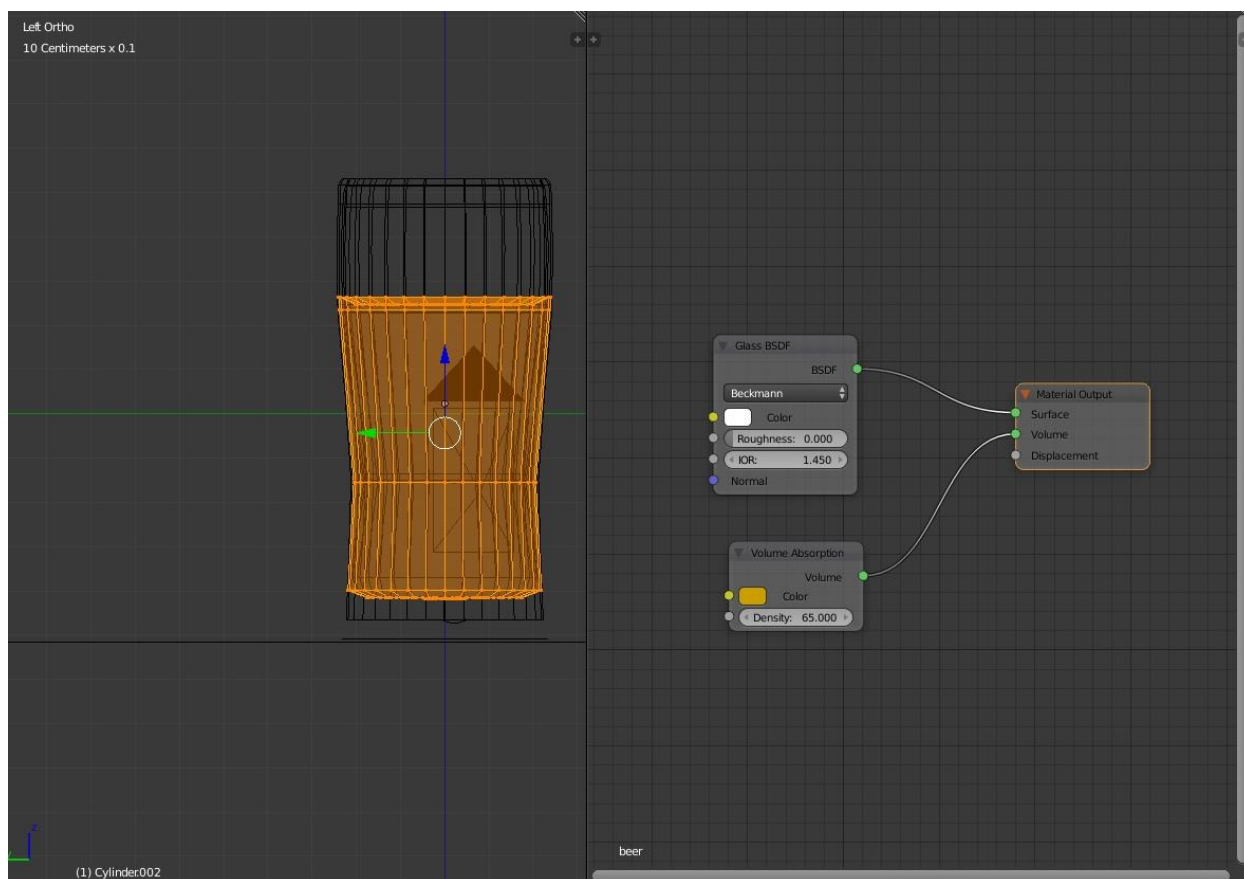 Left Ortho
10 Centimeters x 0.1
(1) Cylinder.002
Glass BSDF
BSDF
Beckmann
Color
Roughness: 0.000
IOR: 1.450
Normal
Material Output
Surface
Volume
Displacement
Volume Absorption
Volume
Color
Density: 65.000
beer